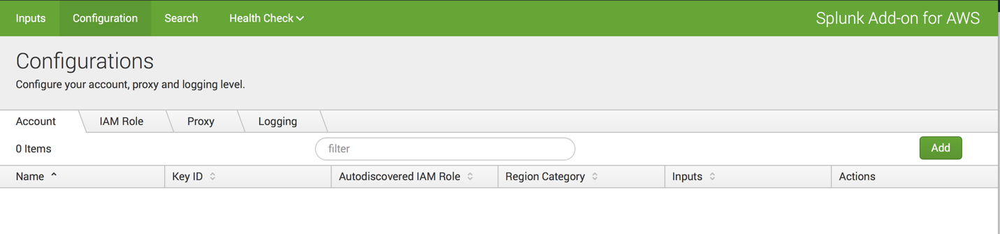 Inputs Configuration Search Health Check Splunk Add-on for AWS
Configurations
Configure your account, proxy and logging level.
Account IAM Role Proxy Logging
0 Items filter Add
Name Key ID Autodiscovered IAM Role Region Category Inputs Actions